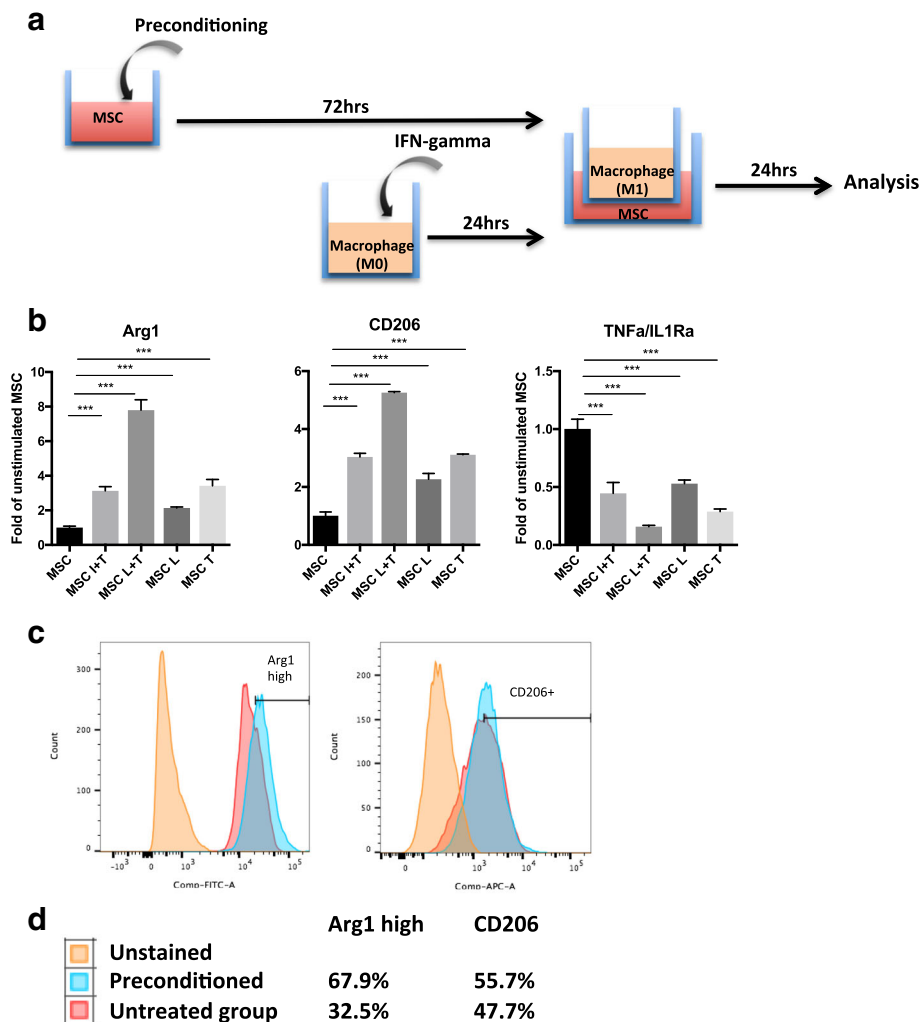 a
Preconditioning
MSC
72hrs
IFN-gamma
Macrophage
(M0)
24hrs
Macrophage
(M1)
MSC
24hrs
Analysis
b
Arg1
Fold of unstimulated MSC
10
8
6
4
2
0
***
***
***
***
MSC
MSC I+T
MSC L+T
MSC L
MSC T
CD206
6
4
2
0
***
***
***
***
MSC
MSC I+T
MSC L+T
MSC L
MSC T
TNFa/IL1Ra
Fold of unstimulated MSC
1.5
1.0
0.5
0.0
***
***
***
***
MSC
MSC I+T
MSC L+T
MSC L
MSC T
c
Count
300
200
100
0
Arg1
high
-10³ 0 10³ 10⁴ 10⁵
Comp-FITC-A
Count
200
150
100
50
0
CD206+
0 10³ 10⁴ 10⁵
Comp-APC-A
d
Arg1 high CD206
Unstained
Preconditioned 67.9% 55.7%
Untreated group 32.5% 47.7%